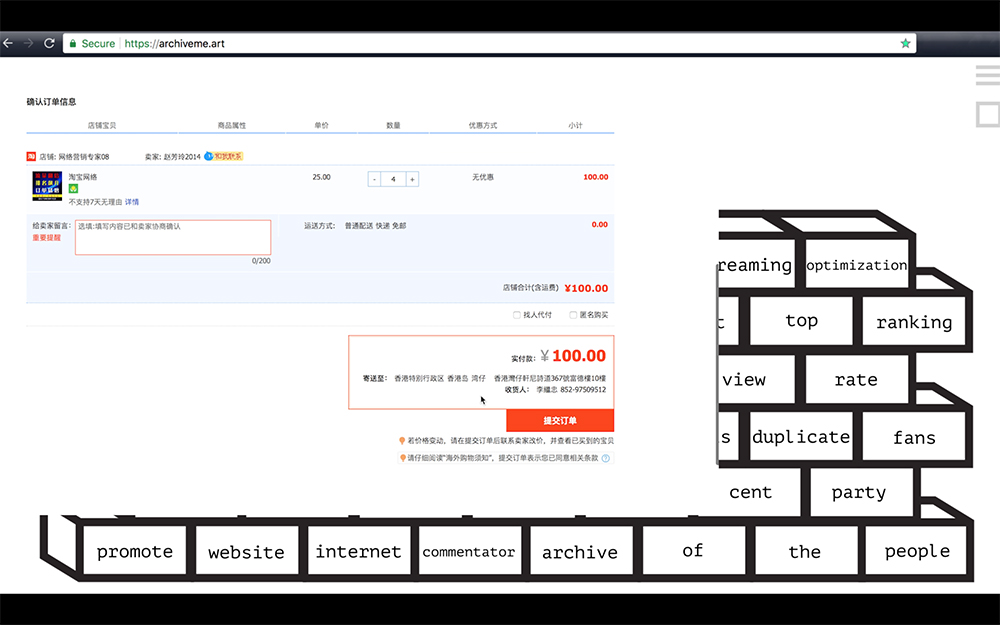 Secure https://archiveme.art
确认订单信息
店铺宝贝 商品属性 单价 数量 优惠方式 小计
店铺: 网络营销专家08 卖家: 赵芳玲2014 和我联系
淘宝网络 25.00 - 4 + 无优惠 100.00
不支持7天无理由 详情
给卖家留言: 选填:填写内容已和卖家协商确认 运送方式: 普通配送 快递 免邮 0.00
重要提醒
0/200
店铺合计(含运费) ¥100.00
找人代付 匿名购买
实付款: ¥100.00
寄送至: 香港特别行政区 香港岛 湾仔 香港灣仔軒尼詩道367號富德樓10樓
收货人: 李繼忠 852-97509512
提交订单
若价格变动，请在提交订单后联系卖家改价，并查看已买到的宝贝
请仔细阅读"海外购物须知"，提交订单表示您已同意相关条款
reaming optimization
t top ranking
view rate
s duplicate fans
cent party
promote website internet commentator archive of the people